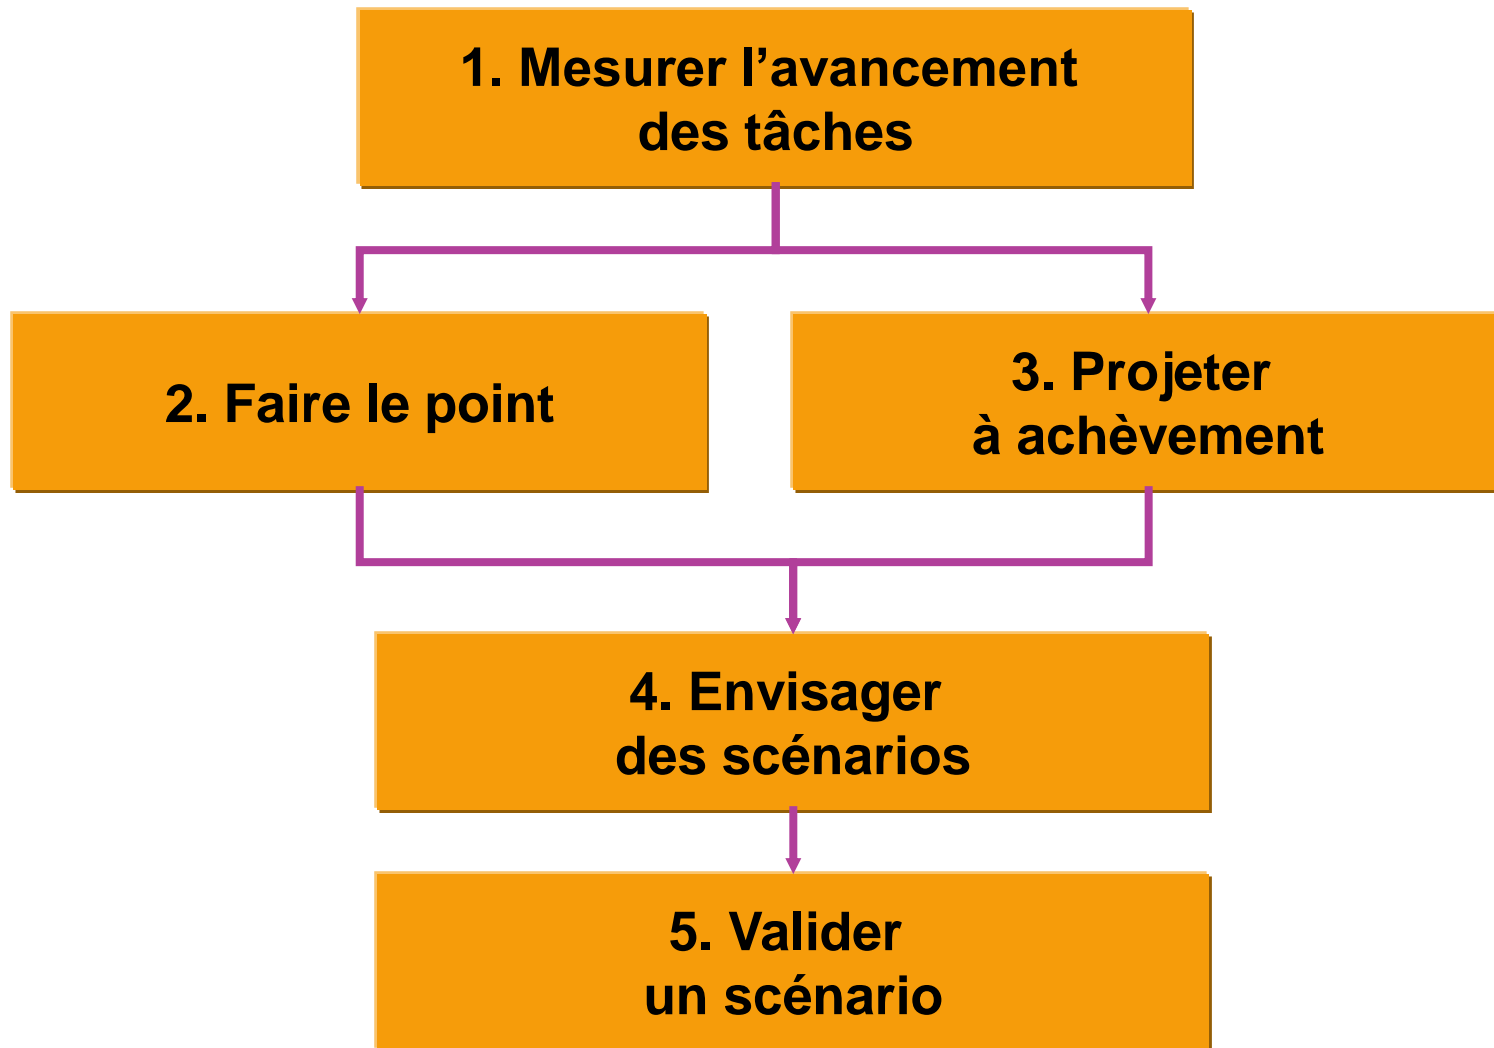 1. Mesurer l’avancement
des tâches
2. Faire le point
3. Projeter
à achèvement
4. Envisager
des scénarios
5. Valider
un scénario